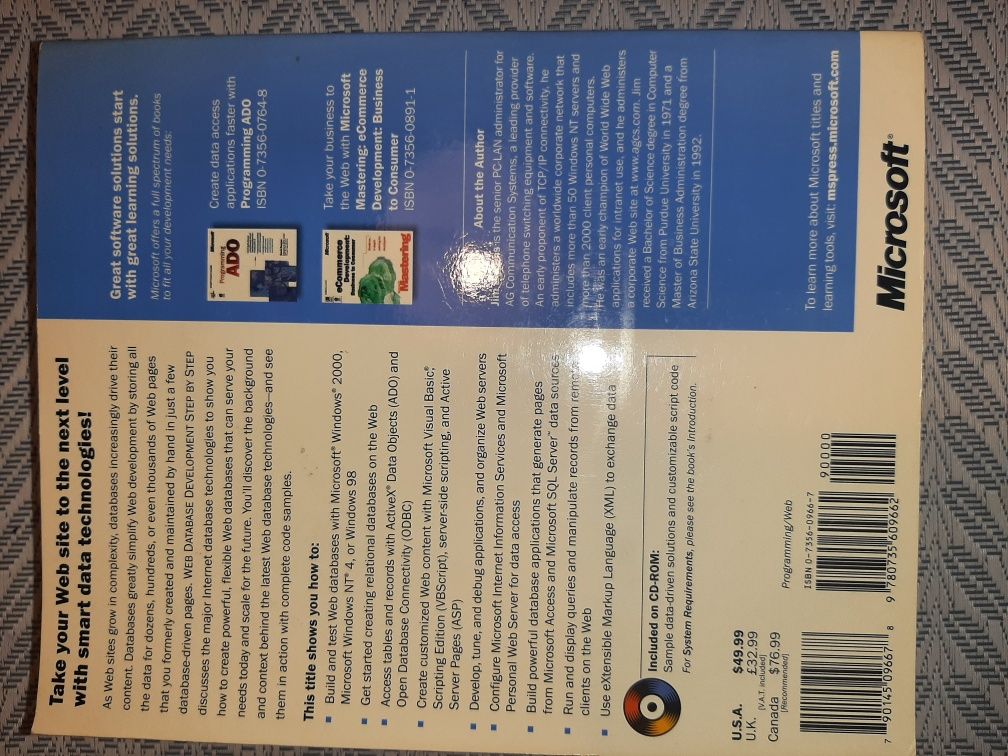 Take your Web site to the next level
with smart data technologies!
As Web sites grow in complexity, databases increasingly drive their
content. Databases greatly simplify Web development by storing all
the data for dozens, hundreds, or even thousands of Web pages
that you formerly created and maintained by hand in just a few
database-driven pages. WEB DATABASE DEVELOPMENT STEP BY STEP
discusses the major Internet database technologies to show you
how to create powerful, flexible Web databases that can serve your
needs today and scale for the future. You'll discover the background
and context behind the latest Web database technologies—and see
them in action with complete code samples.
This title shows you how to:
Build and test Web databases with Microsoft® Windows® 2000,
Microsoft Windows NT® 4, or Windows 98
Get started creating relational databases on the Web
Access tables and records with ActiveX® Data Objects (ADO) and
Open Database Connectivity (ODBC)
Create customized Web content with Microsoft Visual Basic®,
Scripting Edition (VBScript), server-side scripting, and Active
Server Pages (ASP)
Develop, tune, and debug applications, and organize Web servers
Configure Microsoft Internet Information Services and Microsoft
Personal Web Server for data access
Build powerful database applications that generate pages
from Microsoft Access and Microsoft SQL Server™ data sources
Run and display queries and manipulate records from remote
clients on the Web
Use eXtensible Markup Language (XML) to exchange data
Included on CD-ROM:
Sample data-driven solutions and customizable script code
For System Requirements, please see the book's Introduction.
U.S.A. $49.99
U.K. £32.99
[V.A.T. included]
Canada $76.99
[Recommended]
7 90145 09667 8
Programming/Web
ISBN 0-7356-0966-7
90000
9 780735 609662
Great software solutions start
with great learning solutions.
Microsoft offers a full spectrum of books
to fit all your development needs:
Programming
ADO
Create data access
applications faster with
Programming ADO
ISBN 0-7356-0764-8
eCommerce
Development:
Business to Consumer
Mastering
Take your business to
the Web with Microsoft
Mastering: eCommerce
Development: Business
to Consumer
ISBN 0-7356-0891-1
About the Author
is the senior PC-LAN administrator for
AG Communication Systems, a leading provider
of telephone switching equipment and software.
An early proponent of TCP/IP connectivity, he
administers a worldwide corporate network that
includes more than 50 Windows NT servers and
more than 2000 client personal computers.
He was an early champion of World Wide Web
applications for intranet use, and he administers
a corporate Web site at www.agcs.com. Jim
received a Bachelor of Science degree in Computer
Science from Purdue University in 1971 and a
Master of Business Administration degree from
Arizona State University in 1992.
To learn more about Microsoft titles and
learning tools, visit: mspress.microsoft.com
Microsoft®